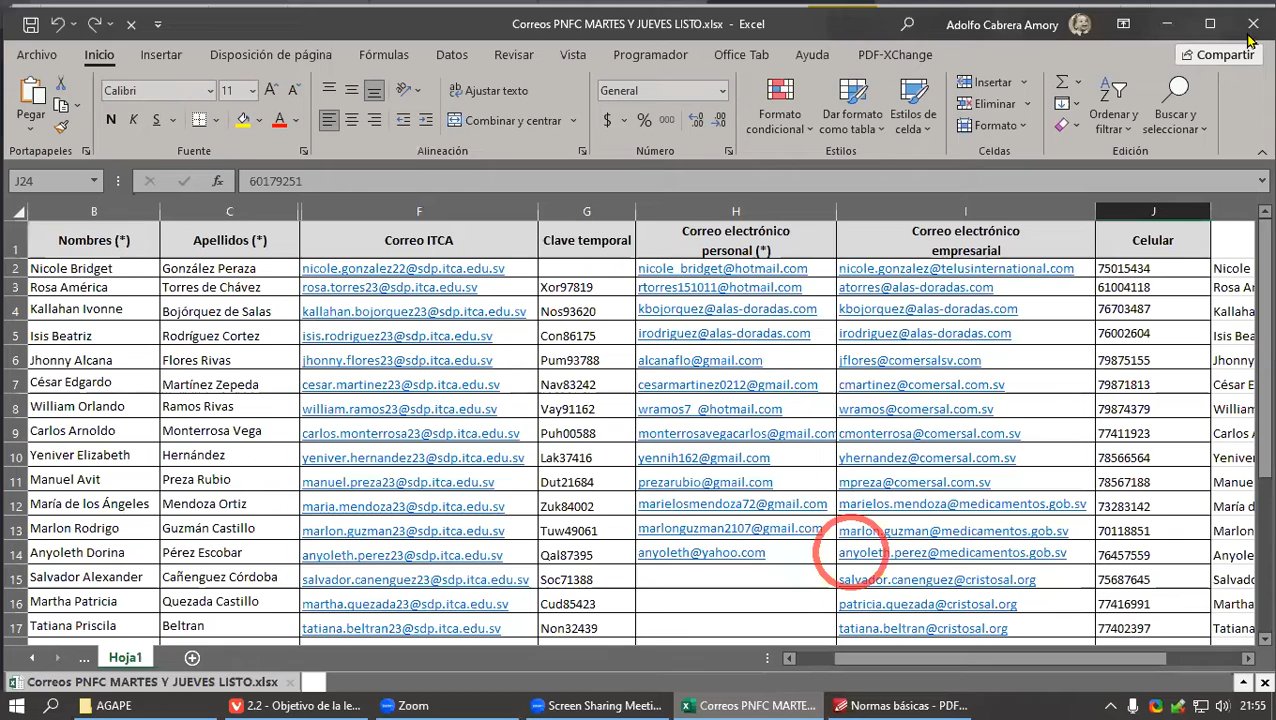 Correos PNFC MARTES Y JUEVES LISTO.xlsx - Excel
Adolfo Cabrera Amory
Archivo Inicio Insertar Disposición de página Fórmulas Datos Revisar Vista Programador Office Tab Ayuda PDF-XChange Compartir
Pegar Calibri 11 Ajustar texto General Formato condicional Dar formato como tabla Estilos de celda Insertar Ordenar y filtrar Buscar y seleccionar
N K S Combinar y centrar $ % 000 Eliminar
Formato
Portapapeles Fuente Alineación Número Estilos Celdas Edición
J24 fx 60179251
B C F G H I J
1 Nombres (*) Apellidos (*) Correo ITCA Clave temporal Correo electrónico personal (*) Correo electrónico empresarial Celular
2 Nicole Bridget González Peraza nicole.gonzalez22@sdp.itca.edu.sv nicole_bridget@hotmail.com nicole.gonzalez@telusinternational.com 75015434 Nicole
3 Rosa América Torres de Chávez rosa.torres23@sdp.itca.edu.sv Xor97819 rtorres151011@hotmail.com atorres@alas-doradas.com 61004118 Rosa Am
4 Kallahan Ivonne Bojórquez de Salas kallahan.bojorquez23@sdp.itca.edu.sv Nos93620 kbojorquez@alas-doradas.com kbojorquez@alas-doradas.com 76703487 Kallaha
5 Isis Beatriz Rodríguez Cortez isis.rodriguez23@sdp.itca.edu.sv Con86175 irodriguez@alas-doradas.com irodriguez@alas-doradas.com 76002604 Isis Bea
6 Jhonny Alcana Flores Rivas jhonny.flores23@sdp.itca.edu.sv Pum93788 alcanaflo@gmail.com jflores@comersalsv.com 79875155 Jhonny
7 César Edgardo Martínez Zepeda cesar.martinez23@sdp.itca.edu.sv Nav83242 cesarmartinez0212@gmail.com cmartinez@comersal.com.sv 79871813 César E
8 William Orlando Ramos Rivas william.ramos23@sdp.itca.edu.sv Vay91162 wramos7_@hotmail.com wramos@comersal.com.sv 79874379 William
9 Carlos Arnoldo Monterrosa Vega carlos.monterrosa23@sdp.itca.edu.sv Puh00588 monterrosavegacarlos@gmail.com cmonterrosa@comersal.com.sv 77411923 Carlos A
10 Yeniver Elizabeth Hernández yeniver.hernandez23@sdp.itca.edu.sv Lak37416 yennih162@gmail.com yhernandez@comersal.com.sv 78566564 Yeniver
11 Manuel Avit Preza Rubio manuel.preza23@sdp.itca.edu.sv Dut21684 prezarubio@gmail.com mpreza@comersal.com.sv 78567188 Manuel
12 María de los Ángeles Mendoza Ortiz maria.mendoza23@sdp.itca.edu.sv Zuk84002 marielosmendoza72@gmail.com marielos.mendoza@medicamentos.gob.sv 73283142 María d
13 Marlon Rodrigo Guzmán Castillo marlon.guzman23@sdp.itca.edu.sv Tuw49061 marlonguzman2107@gmail.com marlon.guzman@medicamentos.gob.sv 70118851 Marlon
14 Anyoleth Dorina Pérez Escobar anyoleth.perez23@sdp.itca.edu.sv Qal87395 anyoleth@yahoo.com anyoleth.perez@medicamentos.gob.sv 76457559 Anyole
15 Salvador Alexander Cañenguez Córdoba salvador.canenguez23@sdp.itca.edu.sv Soc71388 salvador.canenguez@cristosal.org 75687645 Salvado
16 Martha Patricia Quezada Castillo martha.quezada23@sdp.itca.edu.sv Cud85423 patricia.quezada@cristosal.org 77416991 Martha
17 Tatiana Priscila Beltran tatiana.beltran23@sdp.itca.edu.sv Non32439 tatiana.beltran@cristosal.org 77402397 Tatiana
... Hoja1
Correos PNFC MARTES Y JUEVES LISTO.xlsx
AGAPE 2.2 - Objetivo de la le... Zoom Screen Sharing Meeti... Correos PNFC MARTE... Normas básicas - PDF... 21:55